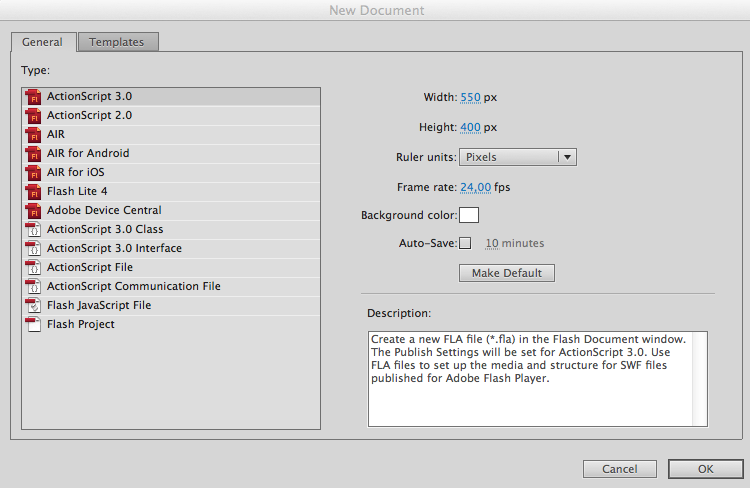 New Document
General
Templates
Type:
ActionScript 3.0
ActionScript 2.0
AIR
AIR for Android
AIR for iOS
Flash Lite 4
Adobe Device Central
ActionScript 3.0 Class
ActionScript 3.0 Interface
ActionScript File
ActionScript Communication File
Flash JavaScript File
Flash Project
Width: 550 px
Height: 400 px
Ruler units: Pixels
Frame rate: 24,00 fps
Background color:
Auto-Save: 10 minutes
Make Default
Description:
Create a new FLA file (*.fla) in the Flash Document window.
The Publish Settings will be set for ActionScript 3.0. Use
FLA files to set up the media and structure for SWF files
published for Adobe Flash Player.
Cancel
OK